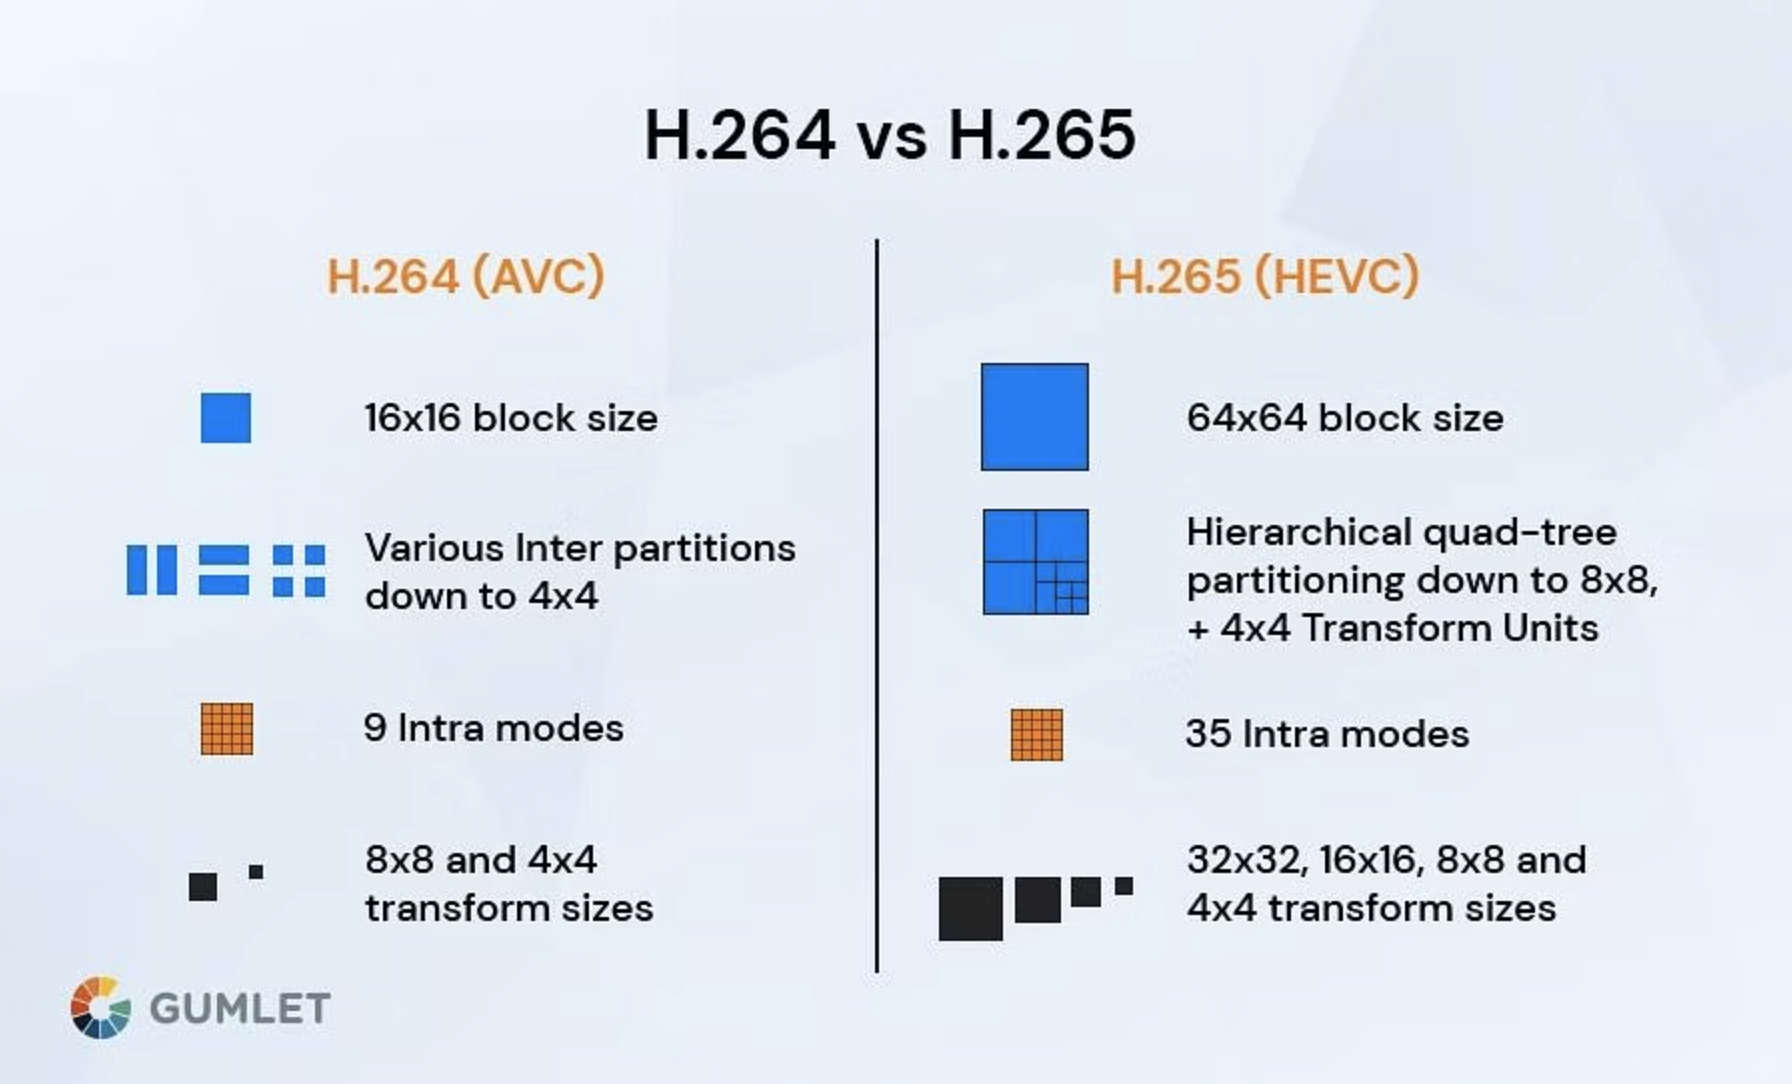 H.264 vs H.265
H.264 (AVC)
16x16 block size
Various Inter partitions
down to 4x4
9 Intra modes
8x8 and 4x4
transform sizes
H.265 (HEVC)
64x64 block size
Hierarchical quad-tree
partitioning down to 8x8,
+ 4x4 Transform Units
35 Intra modes
32x32, 16x16, 8x8 and
4x4 transform sizes
GUMLET